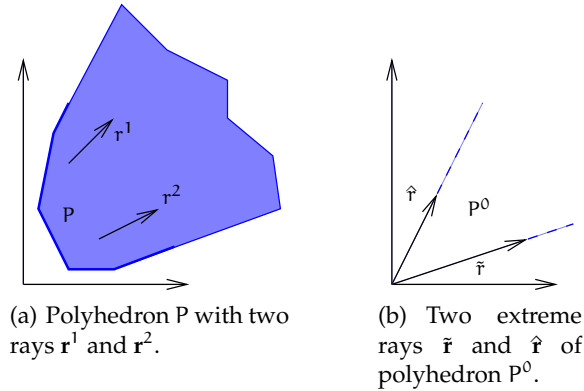 r¹
P
r²
r̂
P⁰
r̃
(a) Polyhedron P with two
rays r¹ and r².
(b) Two extreme
rays r̃ and r̂ of
polyhedron P⁰.